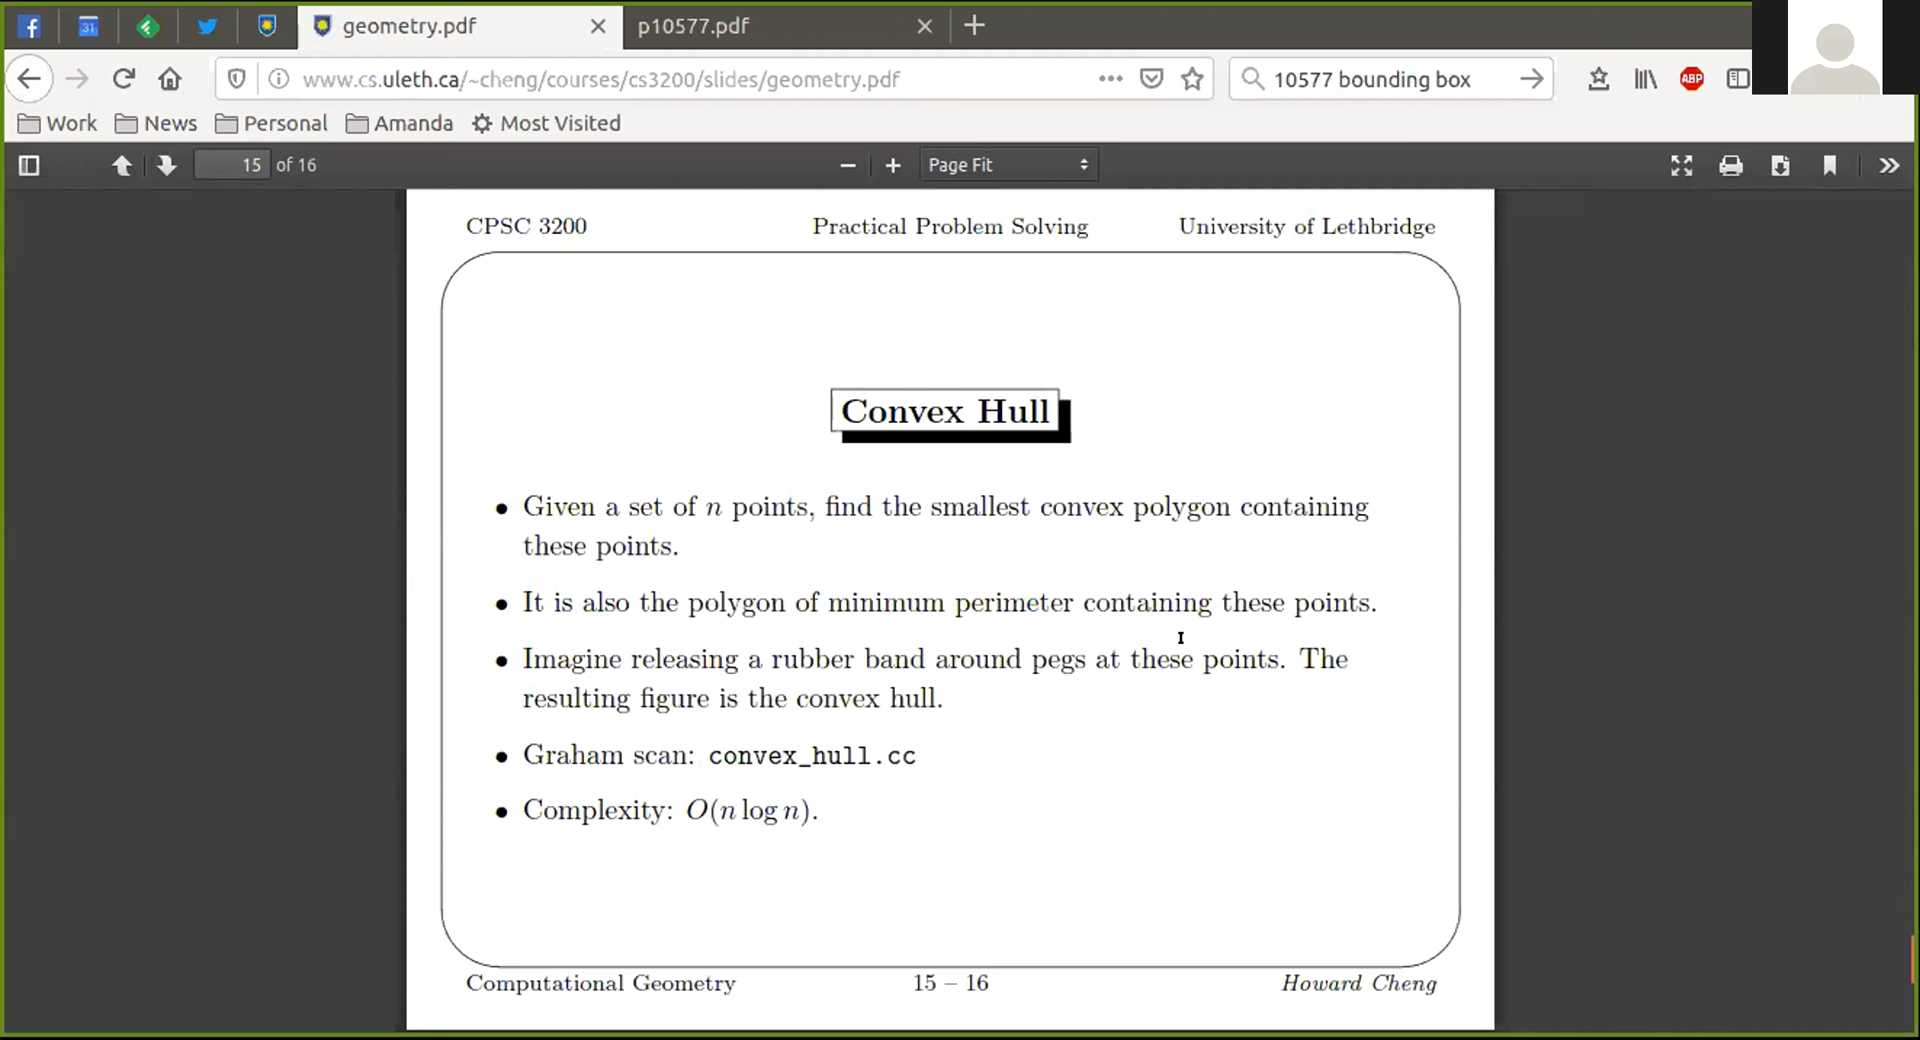 31
geometry.pdf
p10577.pdf
www.cs.uleth.ca/~cheng/courses/cs3200/slides/geometry.pdf
10577 bounding box
ABP
Work News Personal Amanda Most Visited
15 of 16
Page Fit
CPSC 3200 Practical Problem Solving University of Lethbridge
Convex Hull
• Given a set of n points, find the smallest convex polygon containing
these points.
• It is also the polygon of minimum perimeter containing these points.
• Imagine releasing a rubber band around pegs at these points. The
resulting figure is the convex hull.
• Graham scan: convex_hull.cc
• Complexity: O(n log n).
Computational Geometry 15 – 16 Howard Cheng